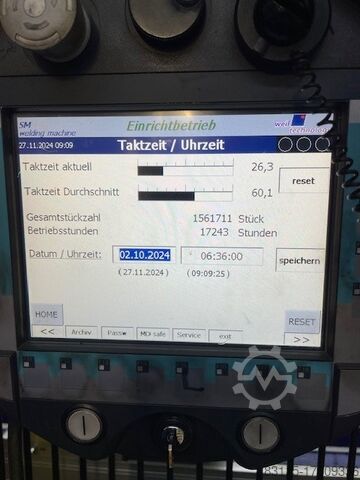 SM
welding machine
Einrichtbetrieb
weil
technology
27.11.2024 09:09
Taktzeit / Uhrzeit
Taktzeit aktuell
26,3
reset
Taktzeit Durchschnitt
60,1
Gesamtstückzahl
1561711 Stück
Betriebsstunden
17243 Stunden
Datum / Uhrzeit:
02.10.2024
06:36:00
speichern
(27.11.2024)
(09:09:25)
HOME
RESET
<<
Archiv
Passw
MO-safe
Service
exit
>>